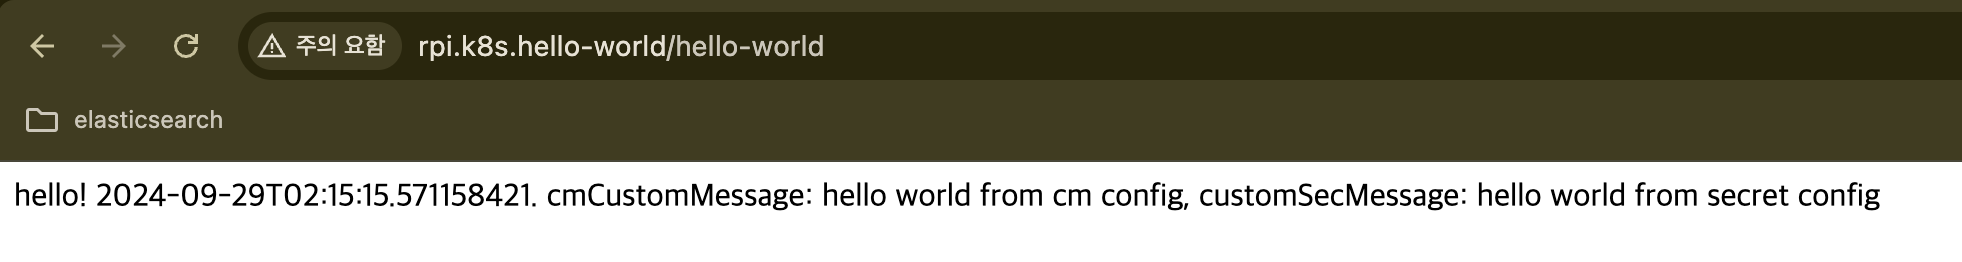 주의 요함 rpi.k8s.hello-world/hello-world
elasticsearch
hello! 2024-09-29T02:15:15.571158421. cmCustomMessage: hello world from cm config, customSecMessage: hello world from secret config